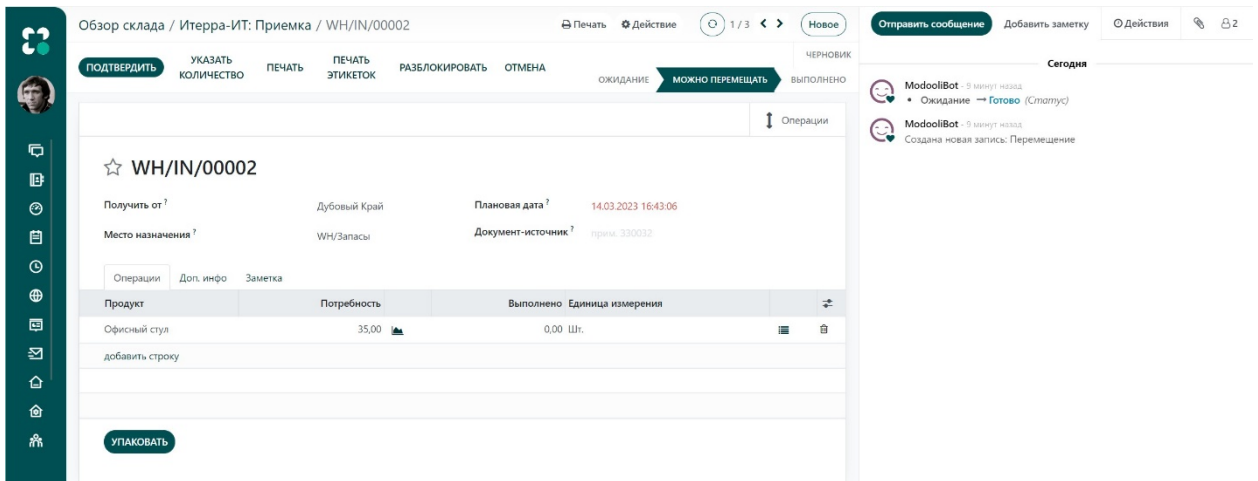 Обзор склада / Итерра-ИТ: Приемка / WH/IN/00002
Печать Действие 1 / 3 Новое
ПОДТВЕРДИТЬ УКАЗАТЬ КОЛИЧЕСТВО ПЕЧАТЬ ПЕЧАТЬ ЭТИКЕТОК РАЗБЛОКИРОВАТЬ ОТМЕНА
ЧЕРНОВИК
ОЖИДАНИЕ МОЖНО ПЕРЕМЕЩАТЬ ВЫПОЛНЕНО
Операции
WH/IN/00002
Получить от ? Дубовый Край Плановая дата ? 14.03.2023 16:43:06
Место назначения ? WH/Запасы Документ-источник ? прим: 330032
Операции Доп. инфо Заметка
Продукт Потребность Выполнено Единица измерения
Офисный стул 35,00 0,00 Шт.
добавить строку
УПАКОВАТЬ
Отправить сообщение Добавить заметку Действия 2
Сегодня
ModooliBot - 9 минут назад
• Ожидание → Готово (Статус)
ModooliBot - 9 минут назад
Создана новая запись: Перемещение